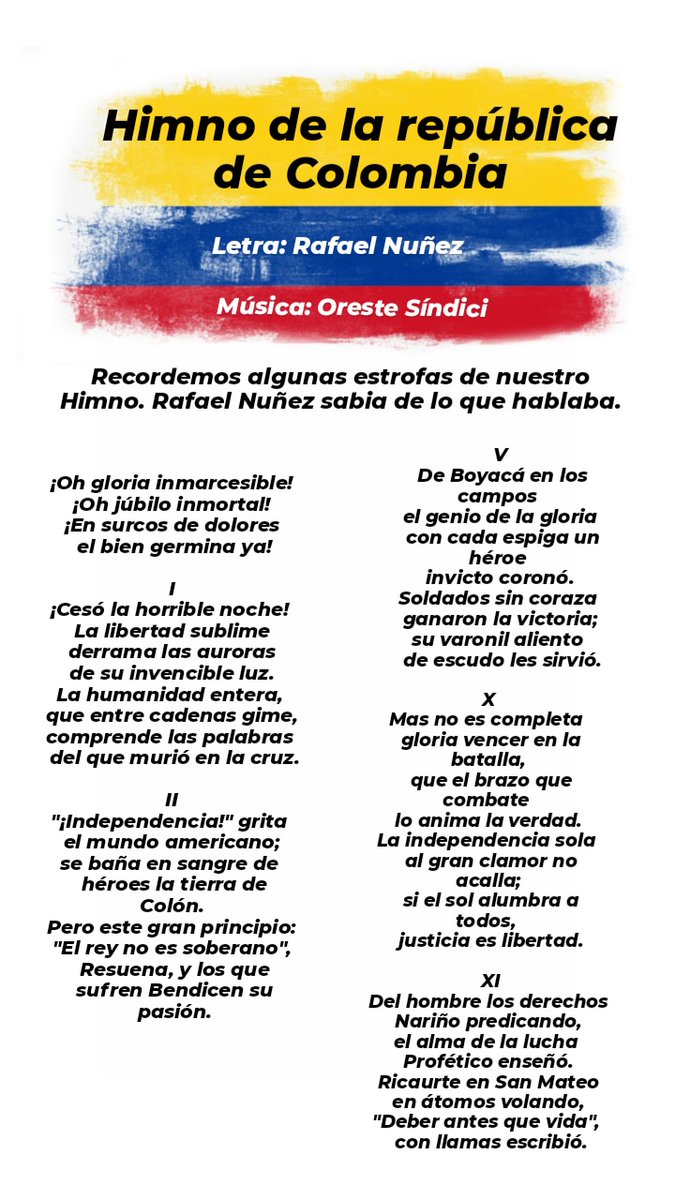 Himno de la república
de Colombia
Letra: Rafael Nuñez
Música: Oreste Síndici
Recordemos algunas estrofas de nuestro
Himno. Rafael Nuñez sabia de lo que hablaba.
¡Oh gloria inmarcesible!
¡Oh júbilo inmortal!
¡En surcos de dolores
el bien germina ya!
I
¡Cesó la horrible noche!
La libertad sublime
derrama las auroras
de su invencible luz.
La humanidad entera,
que entre cadenas gime,
comprende las palabras
del que murió en la cruz.
II
"¡Independencia!" grita
el mundo americano;
se baña en sangre de
héroes la tierra de
Colón.
Pero este gran principio:
"El rey no es soberano",
Resuena, y los que
sufren Bendicen su
pasión.
V
De Boyacá en los
campos
el genio de la gloria
con cada espiga un
héroe
invicto coronó.
Soldados sin coraza
ganaron la victoria;
su varonil aliento
de escudo les sirvió.
X
Mas no es completa
gloria vencer en la
batalla,
que el brazo que
combate
lo anima la verdad.
La independencia sola
al gran clamor no
acalla;
si el sol alumbra a
todos,
justicia es libertad.
XI
Del hombre los derechos
Nariño predicando,
el alma de la lucha
Profético enseñó.
Ricaurte en San Mateo
en átomos volando,
"Deber antes que vida",
con llamas escribió.